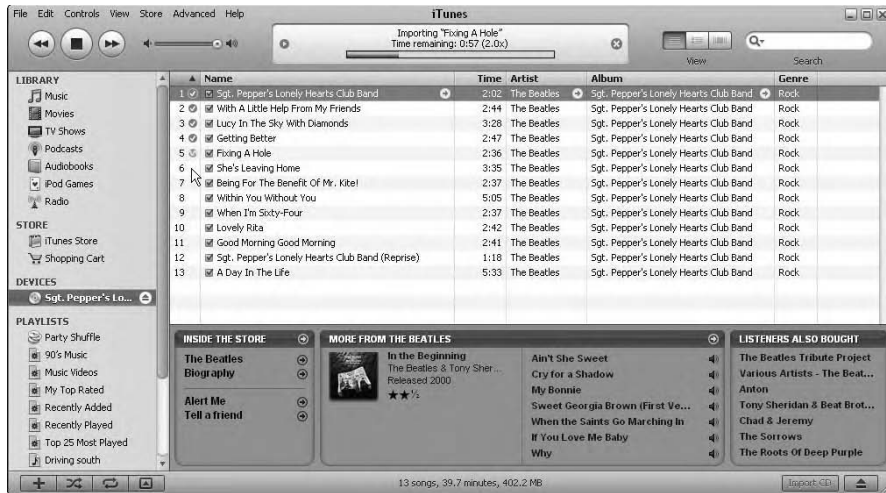 File Edit Controls View Store Advanced Help
iTunes
Importing "Fixing A Hole"
Time remaining: 0:57 (2.0x)
View
Search
LIBRARY
Music
Movies
TV Shows
Podcasts
Audiobooks
iPod Games
Radio
STORE
iTunes Store
Shopping Cart
DEVICES
Sgt. Pepper's Lo...
PLAYLISTS
Party Shuffle
90's Music
Music Videos
My Top Rated
Recently Added
Recently Played
Top 25 Most Played
Driving south
Name Time Artist Album Genre
1 Sgt. Pepper's Lonely Hearts Club Band 2:02 The Beatles Sgt. Pepper's Lonely Hearts Club Band Rock
2 With A Little Help From My Friends 2:44 The Beatles Sgt. Pepper's Lonely Hearts Club Band Rock
3 Lucy In The Sky With Diamonds 3:28 The Beatles Sgt. Pepper's Lonely Hearts Club Band Rock
4 Getting Better 2:47 The Beatles Sgt. Pepper's Lonely Hearts Club Band Rock
5 Fixing A Hole 2:36 The Beatles Sgt. Pepper's Lonely Hearts Club Band Rock
6 She's Leaving Home 3:35 The Beatles Sgt. Pepper's Lonely Hearts Club Band Rock
7 Being For The Benefit Of Mr. Kite! 2:37 The Beatles Sgt. Pepper's Lonely Hearts Club Band Rock
8 Within You Without You 5:05 The Beatles Sgt. Pepper's Lonely Hearts Club Band Rock
9 When I'm Sixty-Four 2:37 The Beatles Sgt. Pepper's Lonely Hearts Club Band Rock
10 Lovely Rita 2:42 The Beatles Sgt. Pepper's Lonely Hearts Club Band Rock
11 Good Morning Good Morning 2:41 The Beatles Sgt. Pepper's Lonely Hearts Club Band Rock
12 Sgt. Pepper's Lonely Hearts Club Band (Reprise) 1:18 The Beatles Sgt. Pepper's Lonely Hearts Club Band Rock
13 A Day In The Life 5:33 The Beatles Sgt. Pepper's Lonely Hearts Club Band Rock
INSIDE THE STORE
The Beatles
Biography
Alert Me
Tell a friend
MORE FROM THE BEATLES
In the Beginning
The Beatles & Tony Sher...
Released 2000
Ain't She Sweet
Cry for a Shadow
My Bonnie
Sweet Georgia Brown (First Ve...
When the Saints Go Marching In
If You Love Me Baby
Why
LISTENERS ALSO BOUGHT
The Beatles Tribute Project
Various Artists - The Beat...
Anton
Tony Sheridan & Beat Brot...
Chad & Jeremy
The Sorrows
The Roots Of Deep Purple
13 songs, 39.7 minutes, 402.2 MB
Import CD